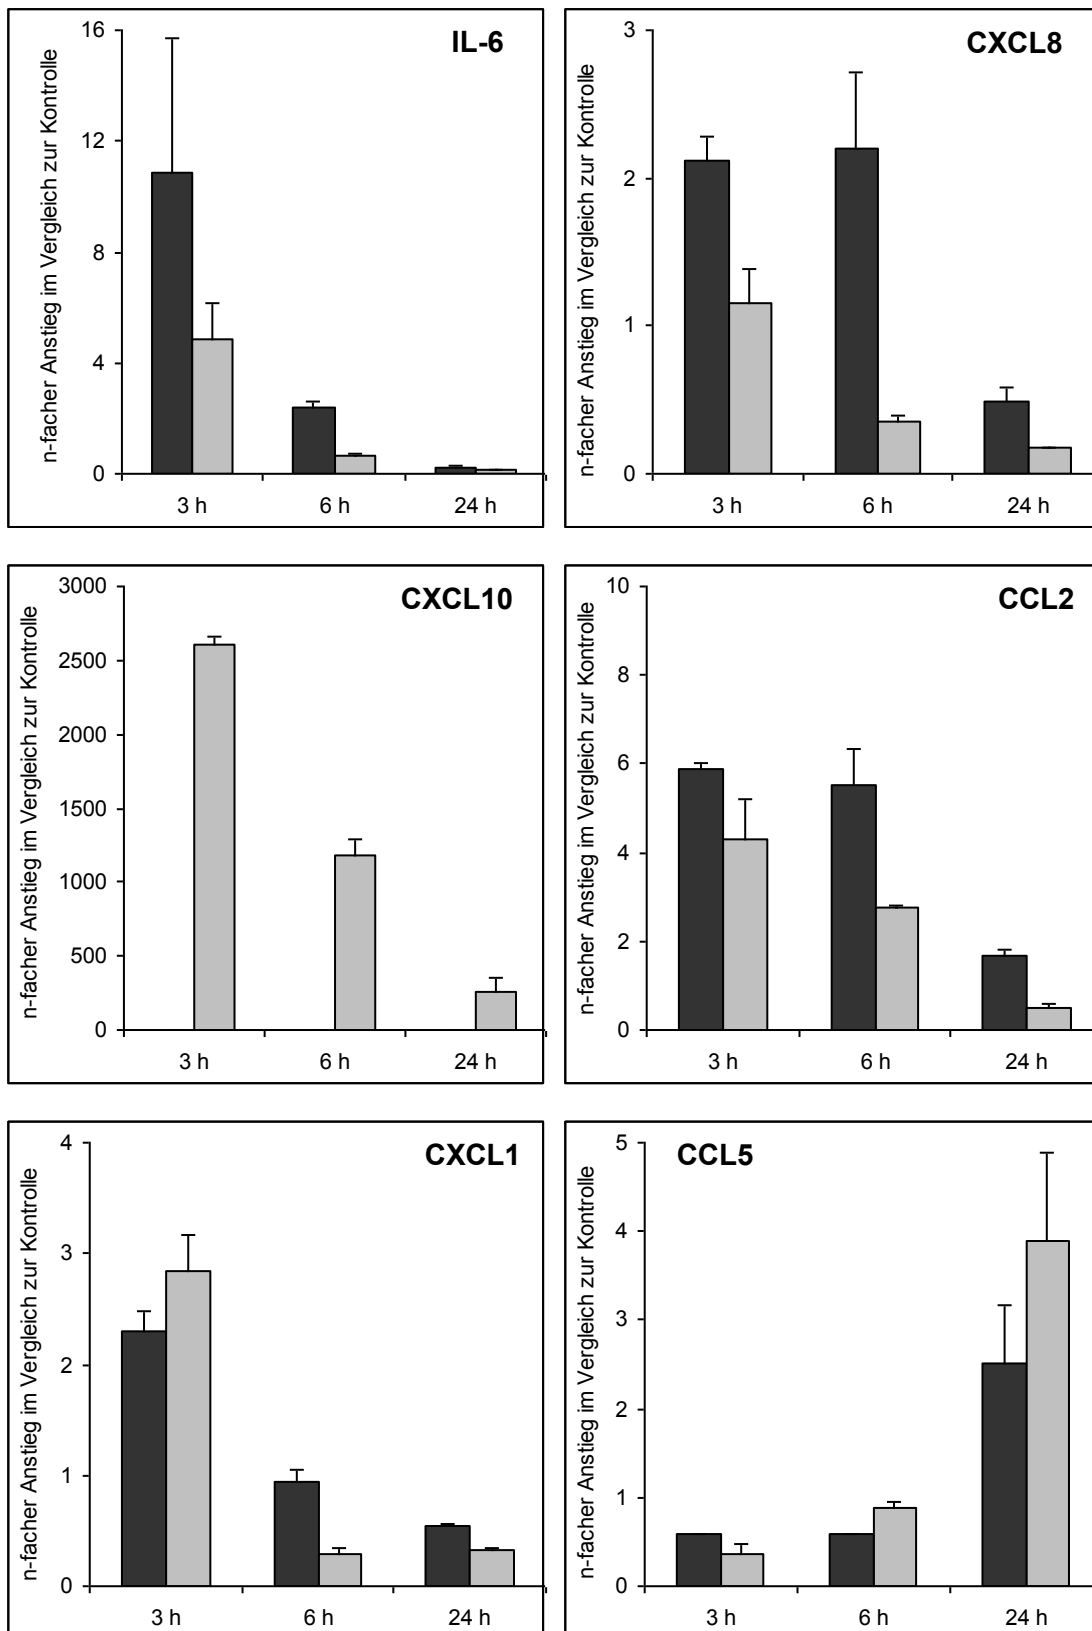 IL-6
n-facher Anstieg im Vergleich zur Kontrolle
16
12
8
4
0
3 h 6 h 24 h
CXCL8
n-facher Anstieg im Vergleich zur Kontrolle
3
2
1
0
3 h 6 h 24 h
CXCL10
n-facher Anstieg im Vergleich zur Kontrolle
3000
2500
2000
1500
1000
500
0
3 h 6 h 24 h
CCL2
n-facher Anstieg im Vergleich zur Kontrolle
10
8
6
4
2
0
3 h 6 h 24 h
CXCL1
n-facher Anstieg im Vergleich zur Kontrolle
4
3
2
1
0
3 h 6 h 24 h
CCL5
n-facher Anstieg im Vergleich zur Kontrolle
5
4
3
2
1
0
3 h 6 h 24 h